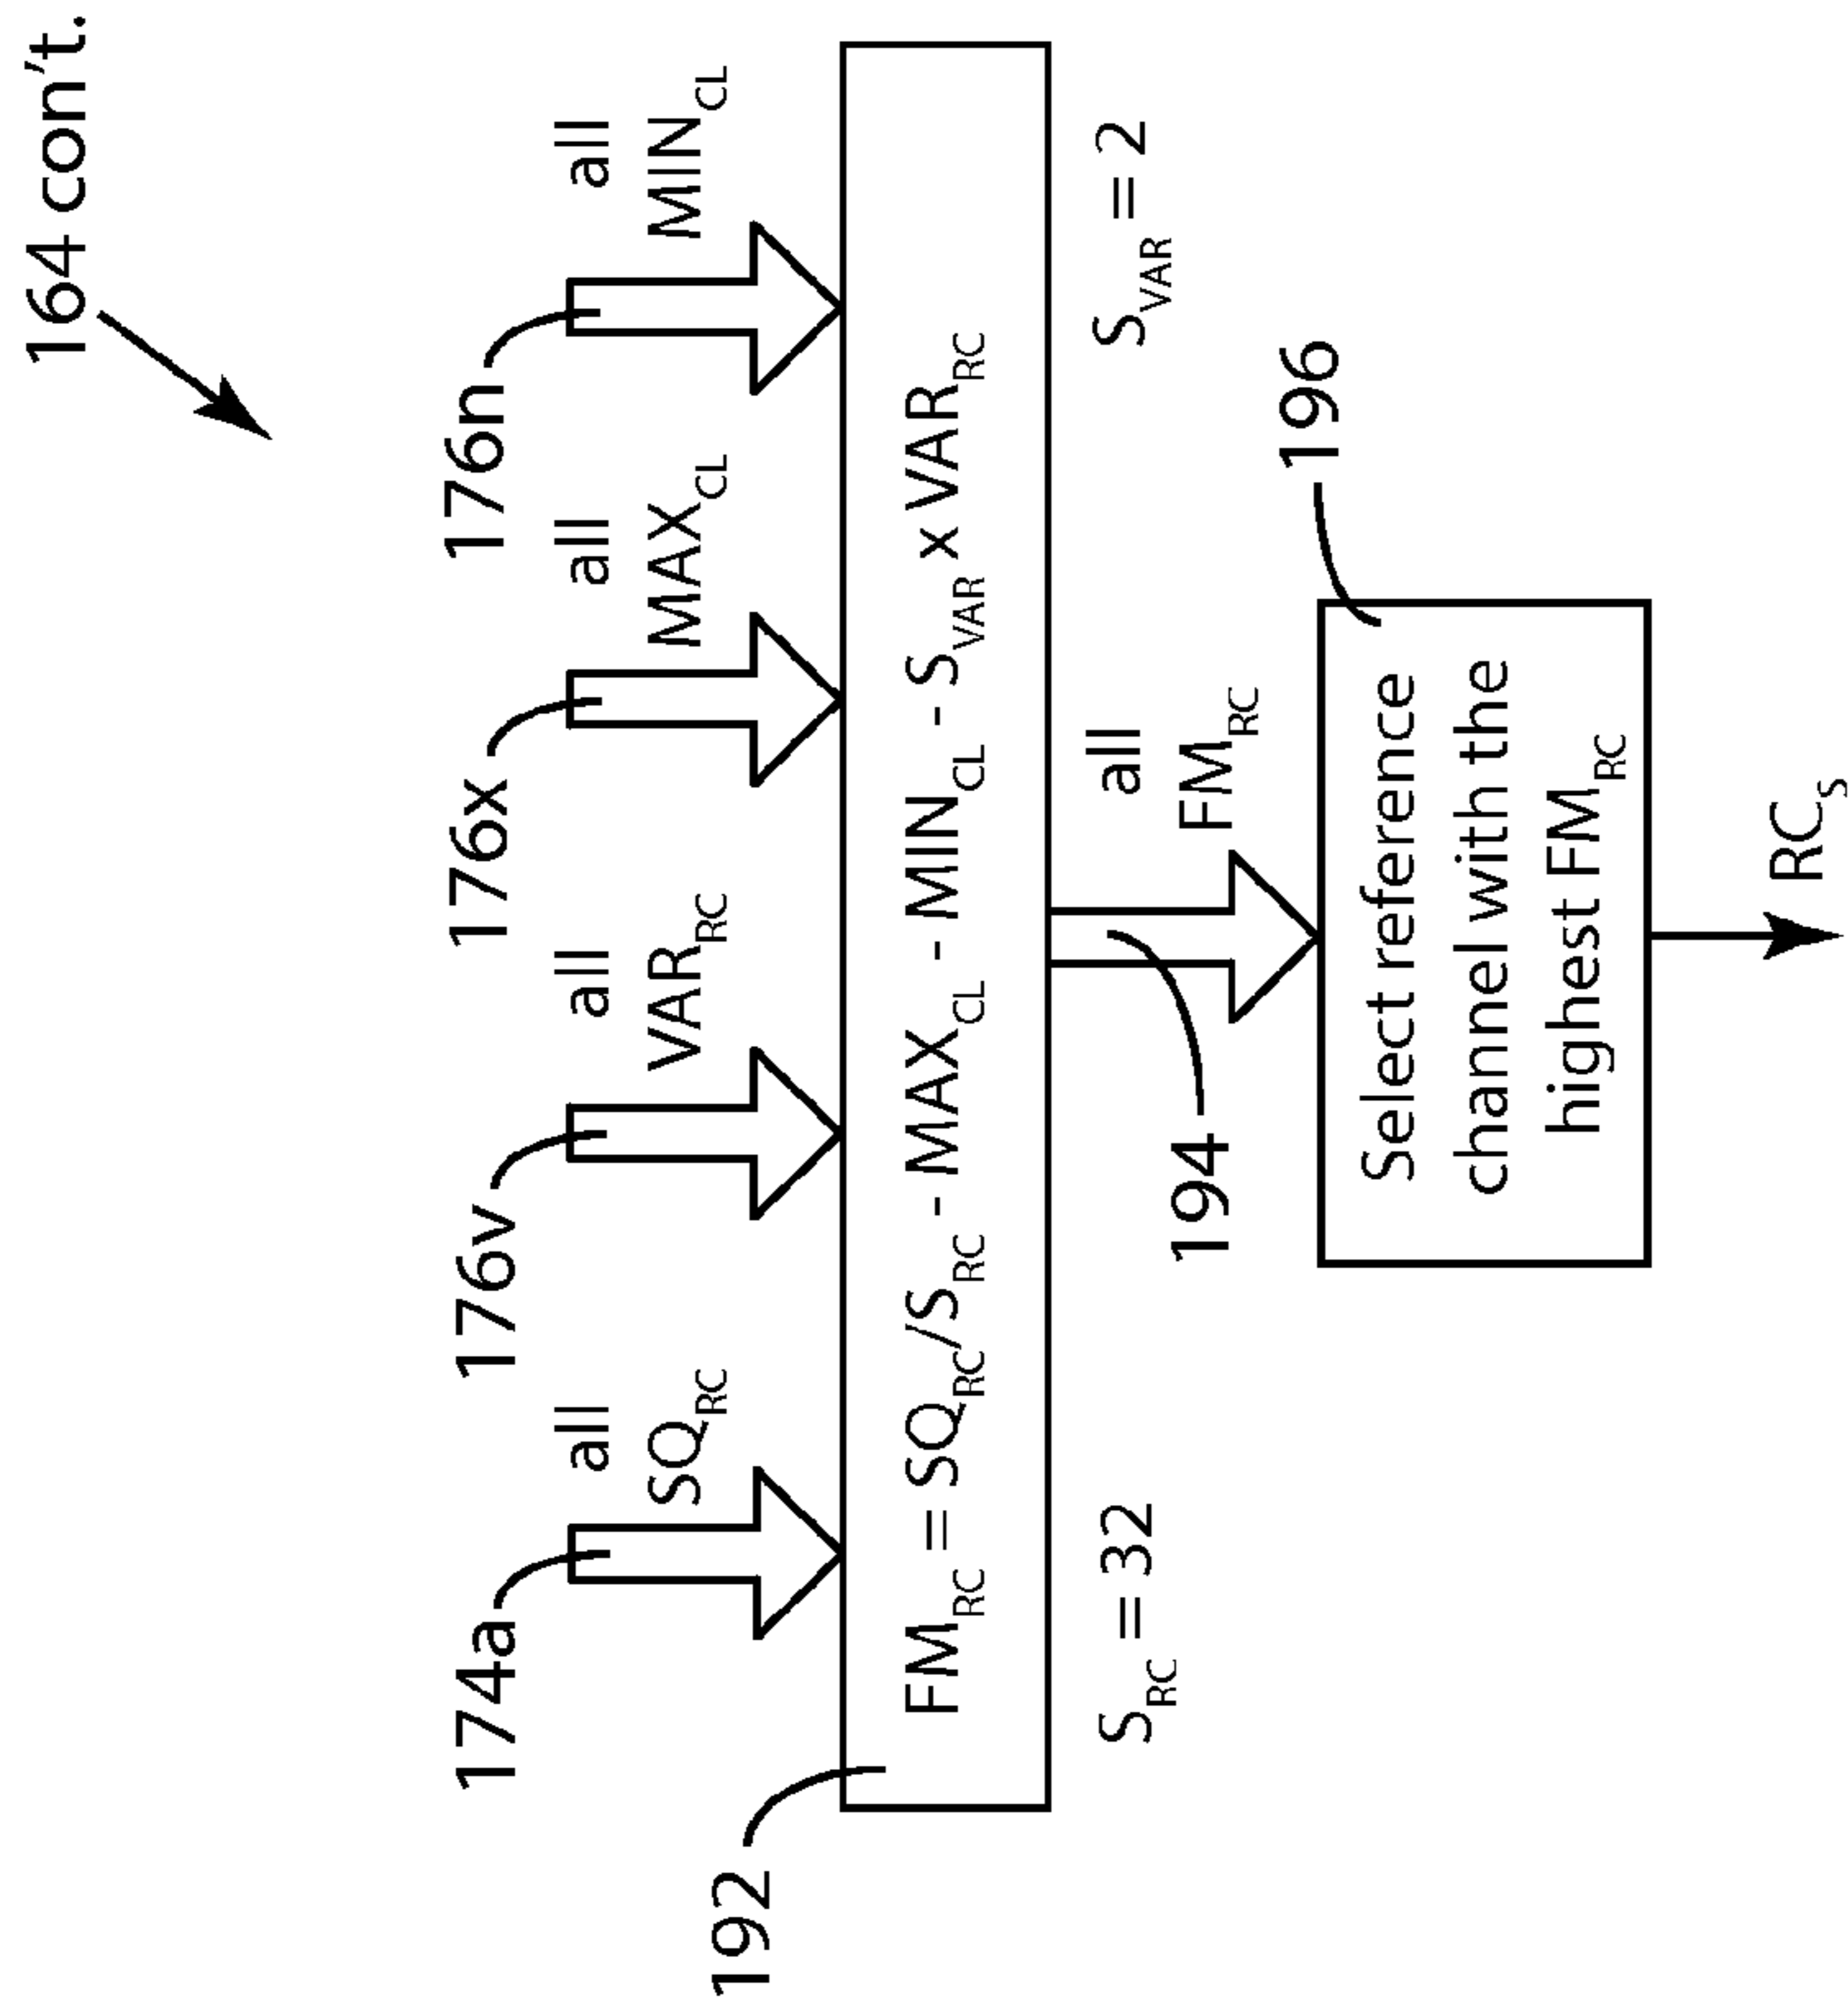 164 con't.
174a
176v
176x
176n
all
SQRC
all
VARRC
all
MAXCL
all
MINCL
192
FMRC = SQRC/SRC - MAXCL - MINCL - SVAR x VARRC
SRC = 32
SVAR = 2
194
all
FMRC
196
Select reference
channel with the
highest FMRC
RCS